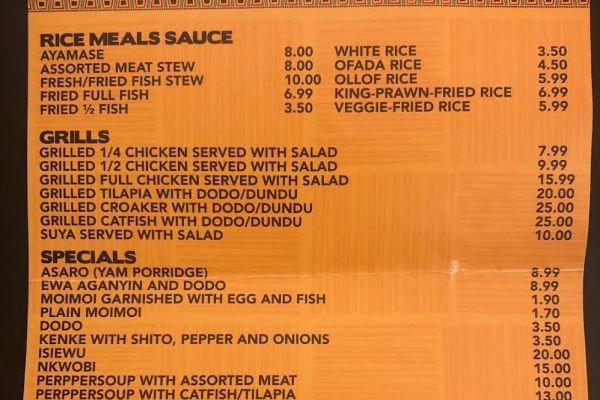 RICE MEALS SAUCE
AYAMASE 8.00 WHITE RICE 3.50
ASSORTED MEAT STEW 8.00 OFADA RICE 4.50
FRESH/FRIED FISH STEW 10.00 OLLOF RICE 5.99
FRIED FULL FISH 6.99 KING-PRAWN-FRIED RICE 6.99
FRIED ½ FISH 3.50 VEGGIE-FRIED RICE 5.99
GRILLS
GRILLED 1/4 CHICKEN SERVED WITH SALAD 7.99
GRILLED 1/2 CHICKEN SERVED WITH SALAD 9.99
GRILLED FULL CHICKEN SERVED WITH SALAD 15.99
GRILLED TILAPIA WITH DODO/DUNDU 20.00
GRILLED CROAKER WITH DODO/DUNDU 25.00
GRILLED CATFISH WITH DODO/DUNDU 25.00
SUYA SERVED WITH SALAD 10.00
SPECIALS
ASARO (YAM PORRIDGE) 8.99
EWA AGANYIN AND DODO 8.99
MOIMOI GARNISHED WITH EGG AND FISH 1.90
PLAIN MOIMOI 1.70
DODO 3.50
KENKE WITH SHITO, PEPPER AND ONIONS 3.50
ISIEWU 20.00
NKWOBI 15.00
PERPPERSOUP WITH ASSORTED MEAT 10.00
PERPPERSOUP WITH CATFISH/TILAPIA 13.00